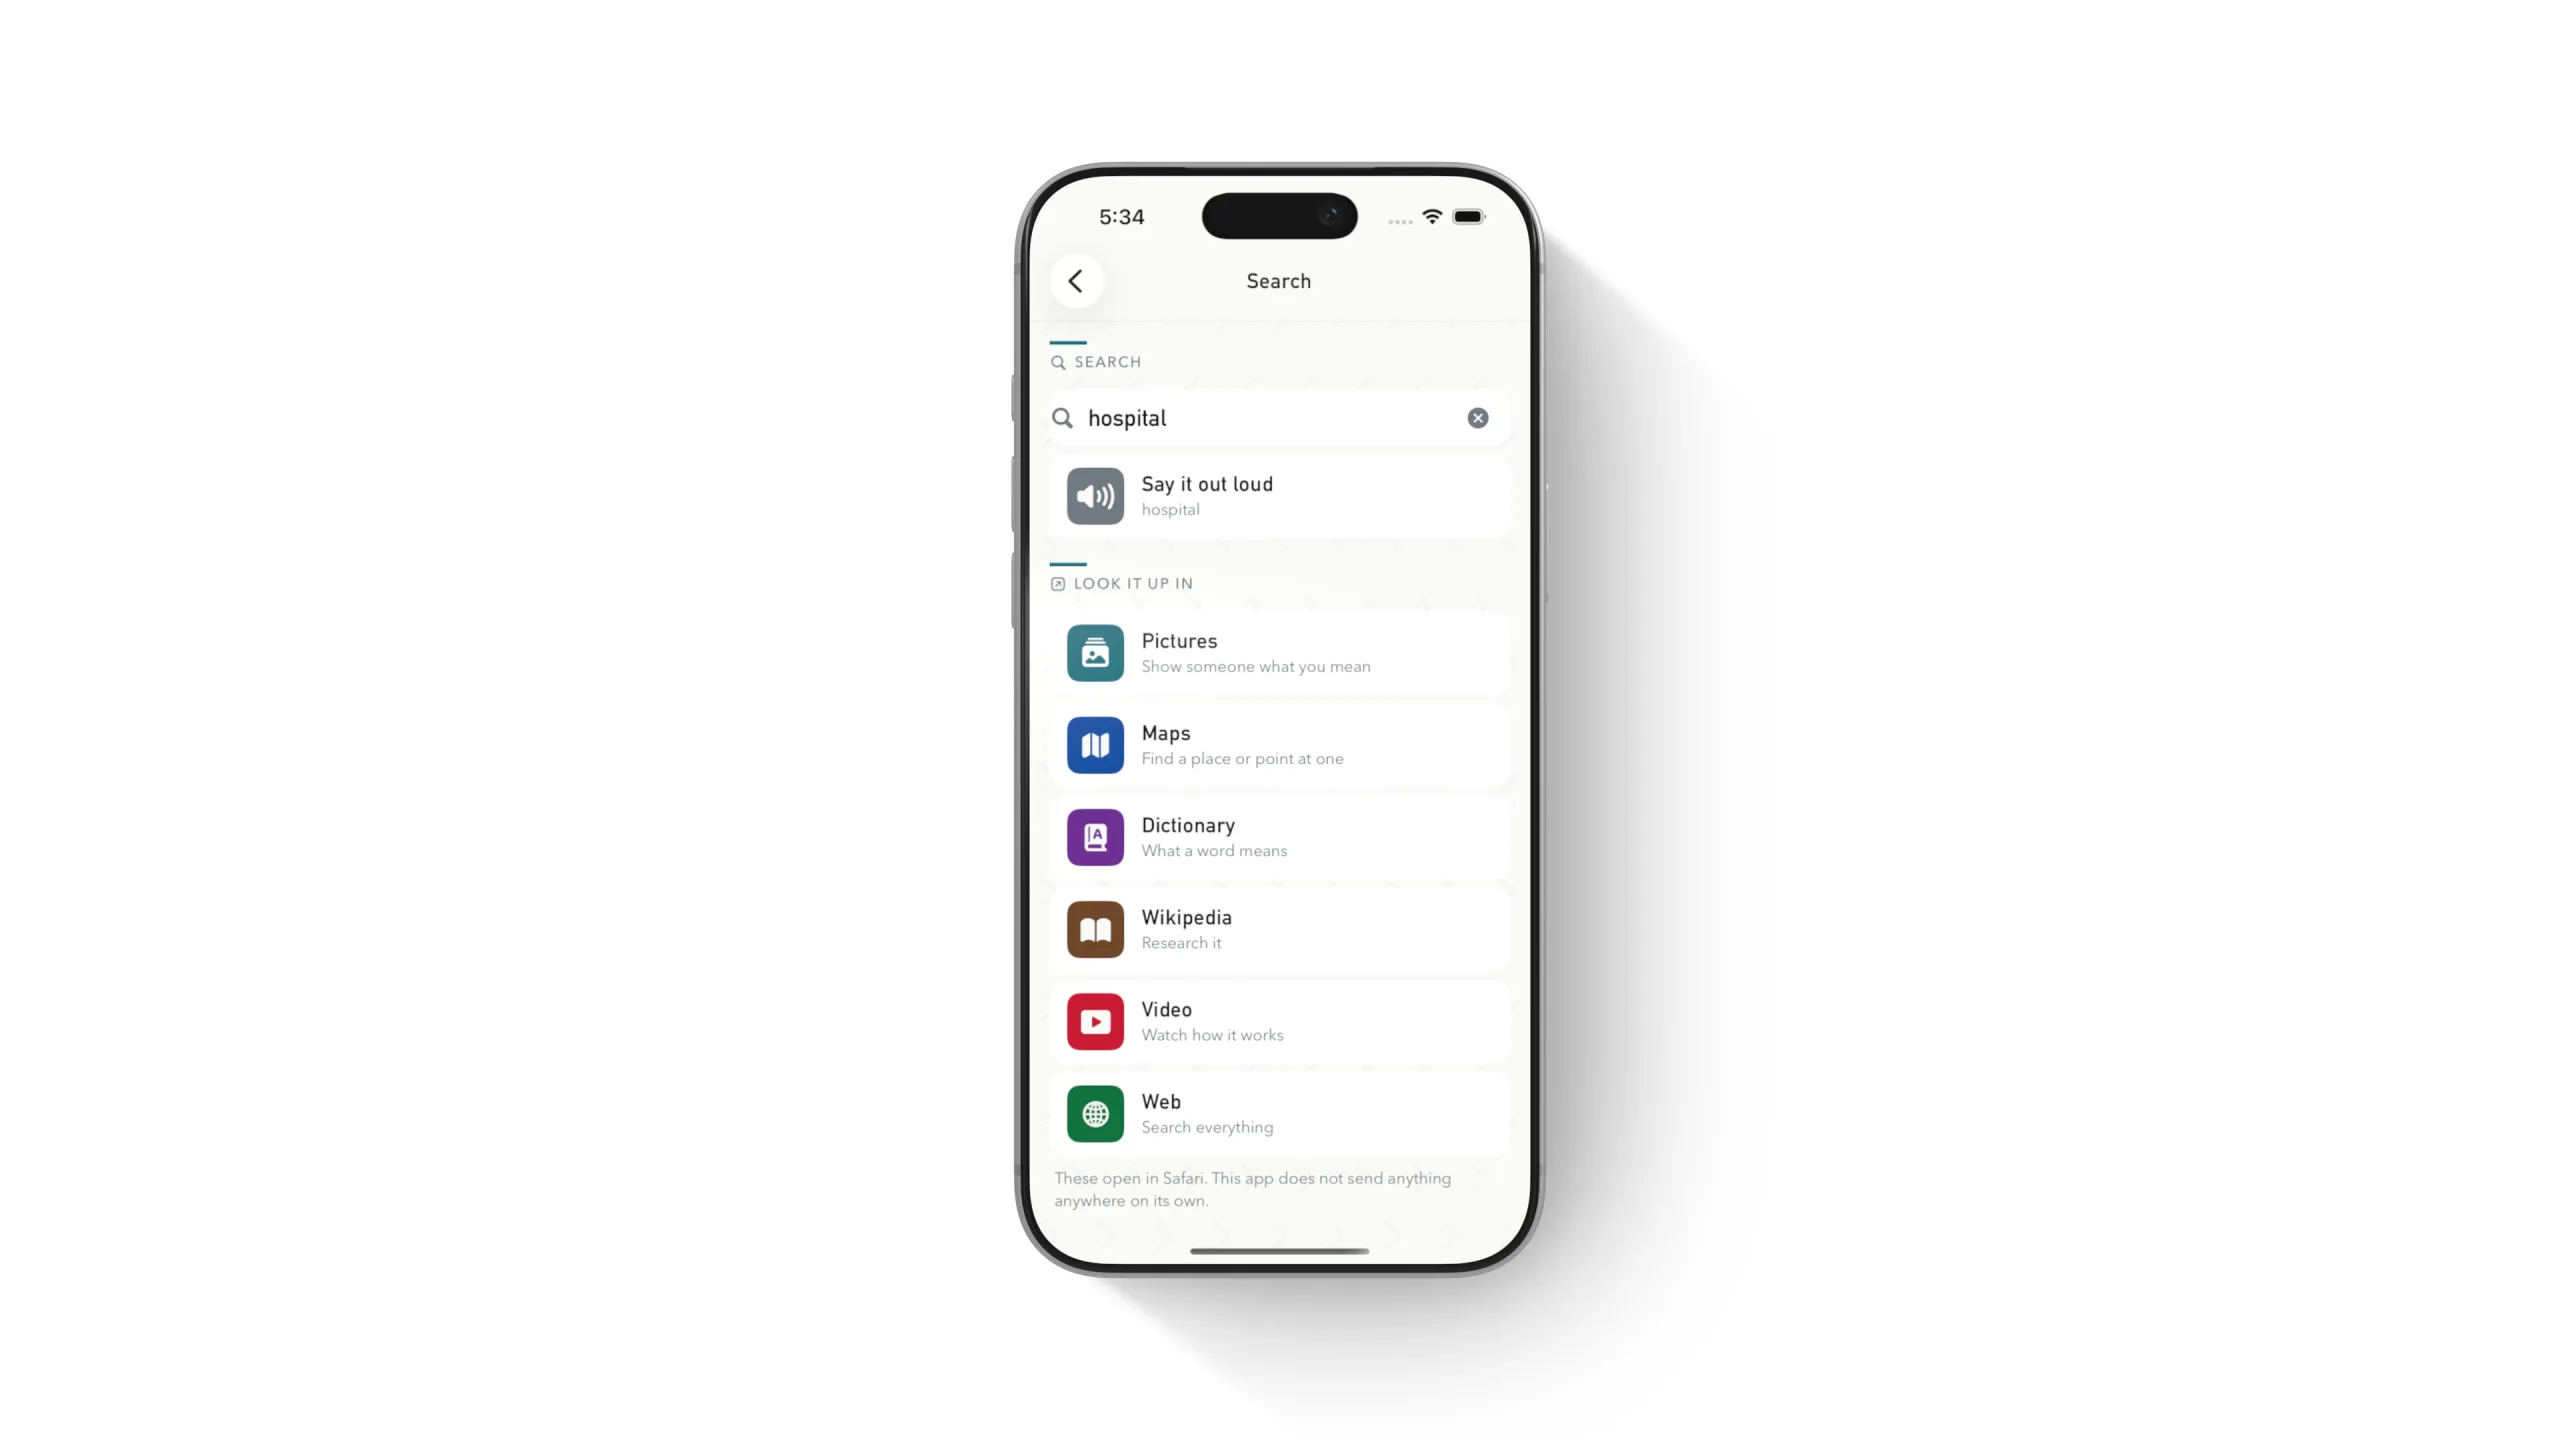 5:34
Search
SEARCH
hospital
Say it out loud
hospital
LOOK IT UP IN
Pictures
Show someone what you mean
Maps
Find a place or point at one
Dictionary
What a word means
Wikipedia
Research it
Video
Watch how it works
Web
Search everything
These open in Safari. This app does not send anything
anywhere on its own.